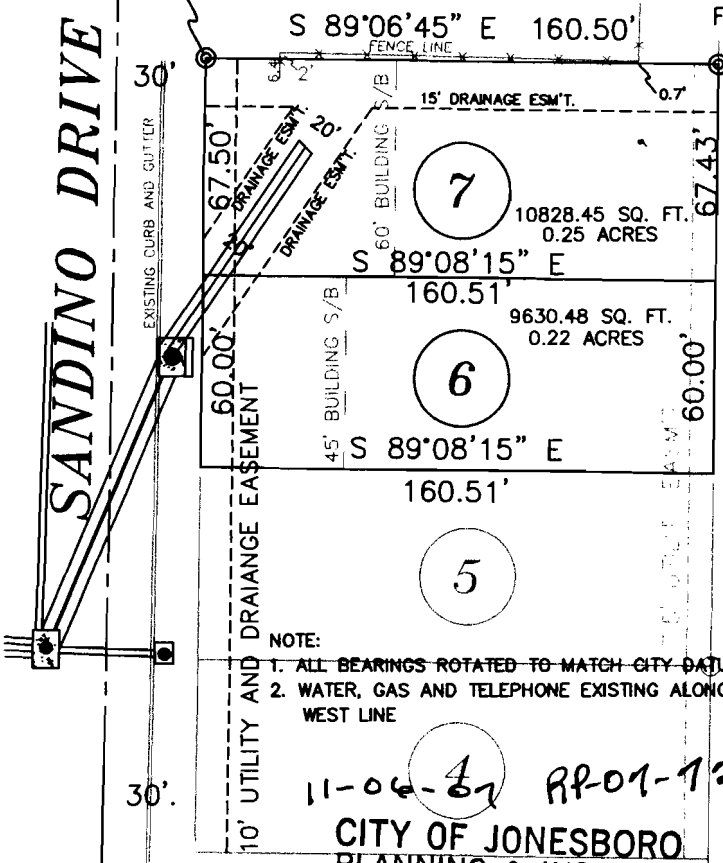 S 89°06'45" E 160.50'
FENCE LINE
30'
6.4'
2'
0.7'
15' DRAINAGE ESM'T.
SANDINO DRIVE
EXISTING CURB AND GUTTER
67.50'
DRAINAGE ESM'T.
20'
DRAINAGE ESM'T.
60' BUILDING S/B
7
67.43'
10828.45 SQ. FT.
0.25 ACRES
S 89°08'15" E
160.51'
9630.48 SQ. FT.
0.22 ACRES
60.00'
45' BUILDING S/B
6
60.00'
S 89°08'15" E
160.51'
10' UTILITY AND DRAIANGE EASEMENT
5
NOTE:
1. ALL BEARINGS ROTATED TO MATCH CITY
2. WATER, GAS AND TELEPHONE EXISTING
WEST LINE
4
30'.
CITY OF JONESBORO